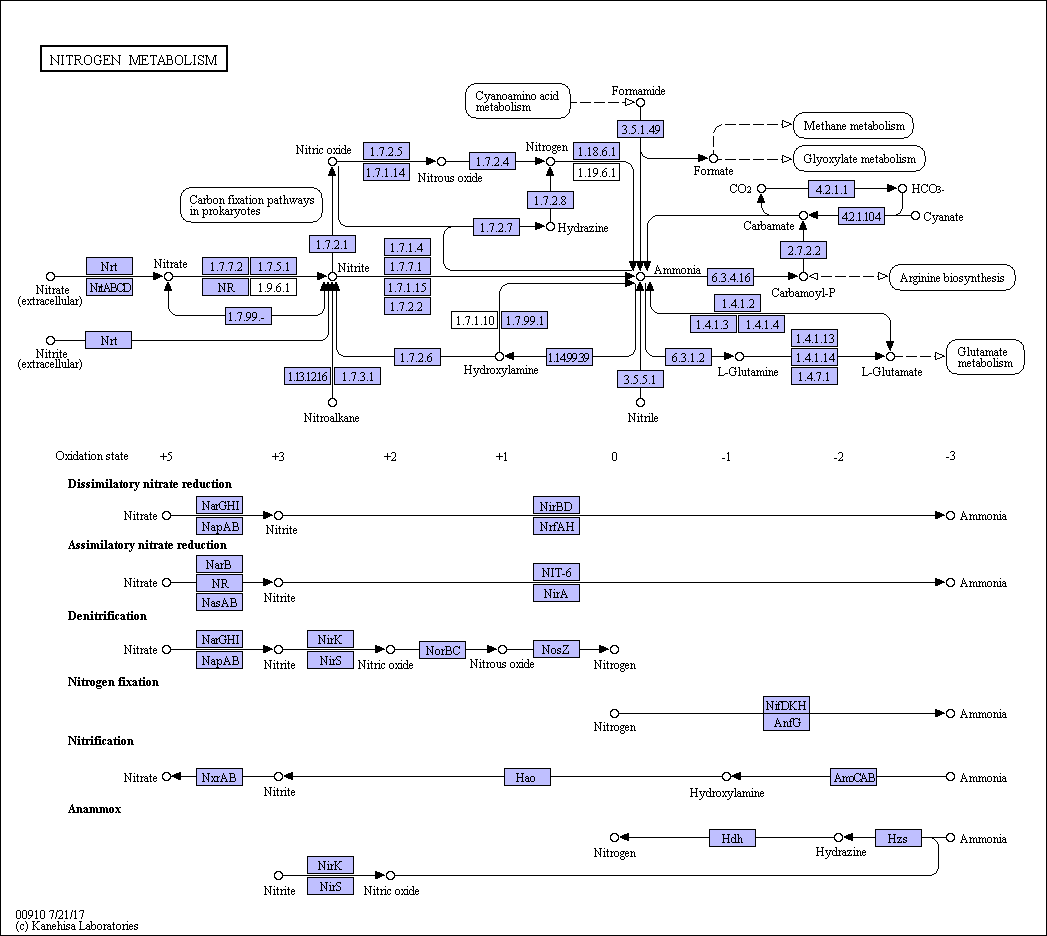 NITROGEN METABOLISM
Cyanoamino acid
metabolism
Formamide
3.5.1.49
Methane metabolism
Glyoxylate metabolism
Formate
Nitric oxide
1.7.2.5
1.7.1.14
Nitrous oxide
1.7.2.4
Nitrogen
1.18.6.1
1.19.6.1
Carbon fixation pathways
in prokaryotes
1.7.2.8
1.7.2.7
Hydrazine
CO2
4.2.1.1
HCO3-
Carbamate
4.2.1.104
Cyanate
1.7.2.1
2.7.2.2
Nrt
NrtABCD
Nitrate
(extracellular)
Nitrate
1.7.7.2
1.7.5.1
NR
1.9.6.1
1.7.99.-
Nitrite
1.7.1.4
1.7.7.1
1.7.1.15
1.7.2.2
Ammonia
6.3.4.16
Carbamoyl-P
Arginine biosynthesis
Nrt
Nitrite
(extracellular)
1.7.1.10
1.7.99.1
1.4.1.2
1.4.1.3
1.4.1.4
1.7.2.6
Hydroxylamine
1.14.99.39
6.3.1.2
L-Glutamine
1.4.1.13
1.4.1.14
1.4.7.1
L-Glutamate
Glutamate
metabolism
1.13.12.16
1.7.3.1
Nitroalkane
3.5.5.1
Nitrile
Oxidation state +5 +3 +2 +1 0 -1 -2 -3
Dissimilatory nitrate reduction
NarGHI
NapAB
NirBD
NrfAH
Nitrate
Nitrite
Ammonia
Assimilatory nitrate reduction
NarB
NR
NasAB
NIT-6
NirA
Nitrate
Nitrite
Ammonia
Denitrification
NarGHI
NapAB
NirK
NirS
NorBC
NosZ
Nitrate
Nitrite
Nitric oxide
Nitrous oxide
Nitrogen
Nitrogen fixation
NifDKH
AnfG
Nitrogen
Ammonia
Nitrification
Nitrate
NxrAB
Nitrite
Hao
Hydroxylamine
AmoCAB
Ammonia
Anammox
Nitrogen
Hdh
Hydrazine
Hzs
Ammonia
NirK
NirS
Nitrite
Nitric oxide
00910 7/21/17
(c) Kanehisa Laboratories